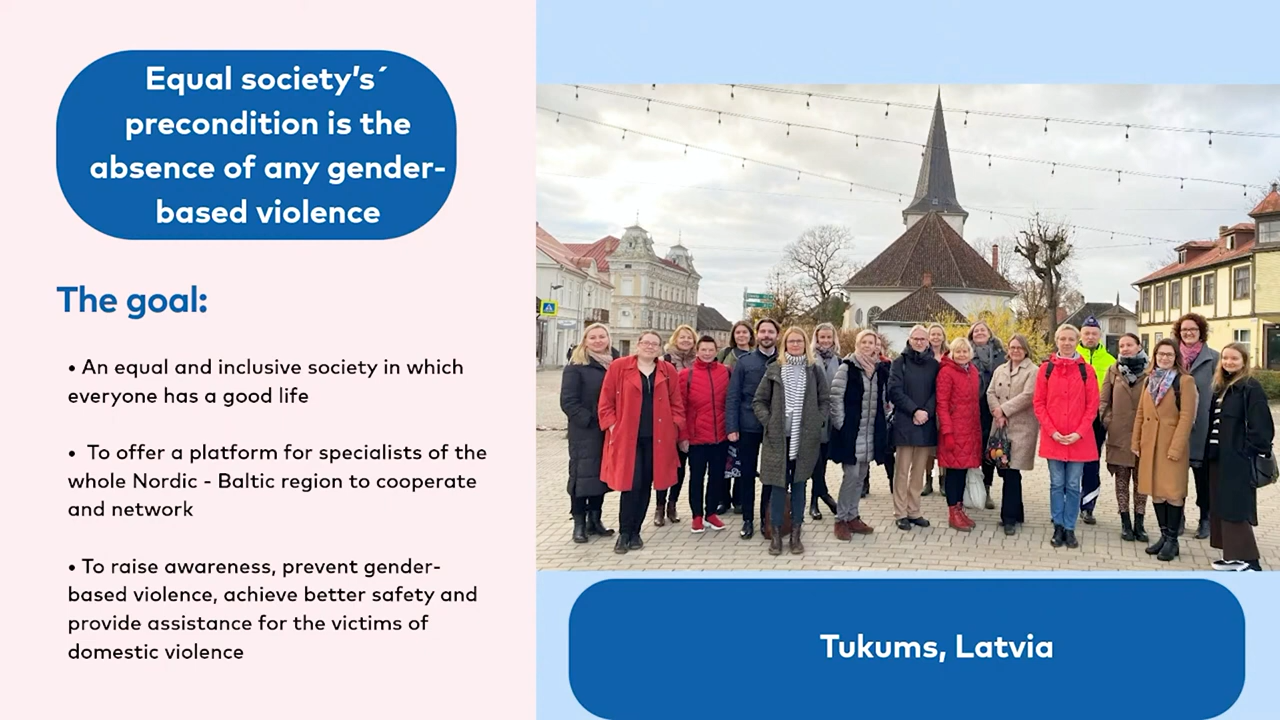 Equal society's´
precondition is the
absence of any gender-
based violence
The goal:
• An equal and inclusive society in which
everyone has a good life
• To offer a platform for specialists of the
whole Nordic - Baltic region to cooperate
and network
• To raise awareness, prevent gender-
based violence, achieve better safety and
provide assistance for the victims of
domestic violence
Tukums, Latvia